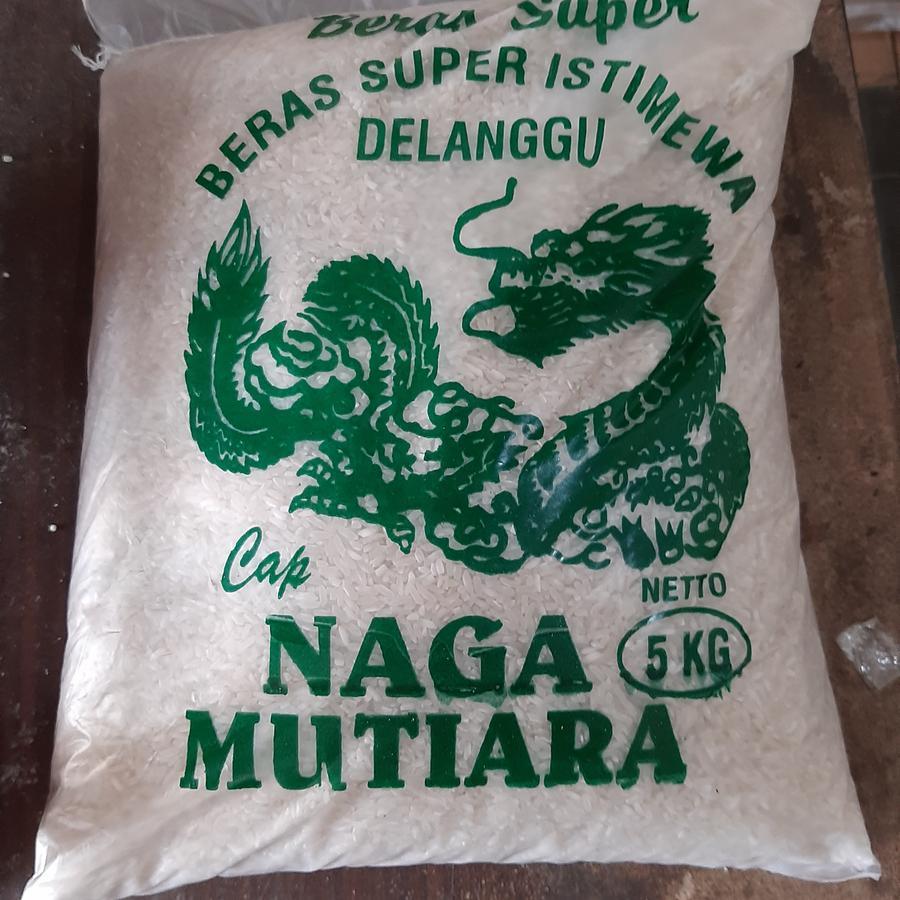 Beras Super
BERAS SUPER ISTIMEWA
DELANGGU
Cap
NETTO
NAGA
5 KG
MUTIARA